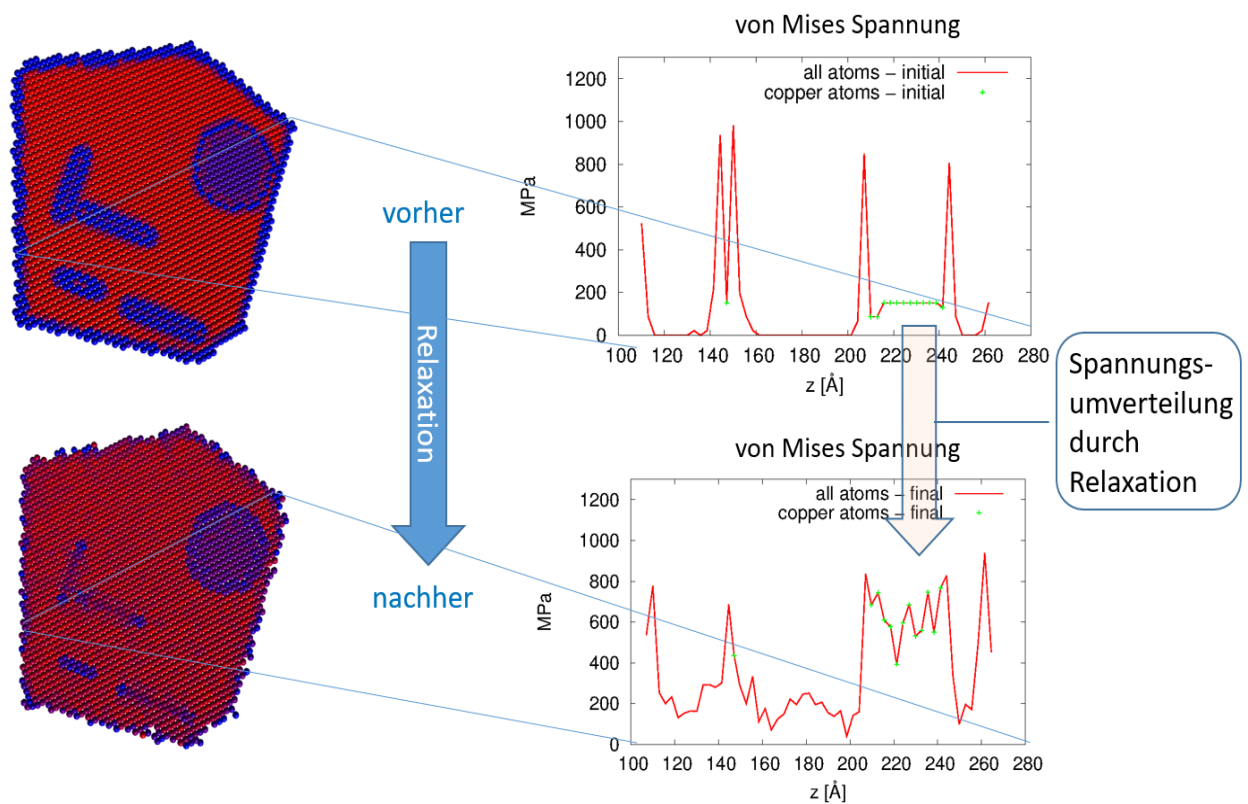 von Mises Spannung
all atoms – initial
copper atoms – initial
1200
1000
800
600
400
200
0
MPa
100 120 140 160 180 200 220 240 260 280
z [Å]
vorher
Relaxation
nachher
Spannungs-
umverteilung
durch
Relaxation
von Mises Spannung
all atoms – final
copper atoms – final
1200
1000
800
600
400
200
0
MPa
100 120 140 160 180 200 220 240 260 280
z [Å]